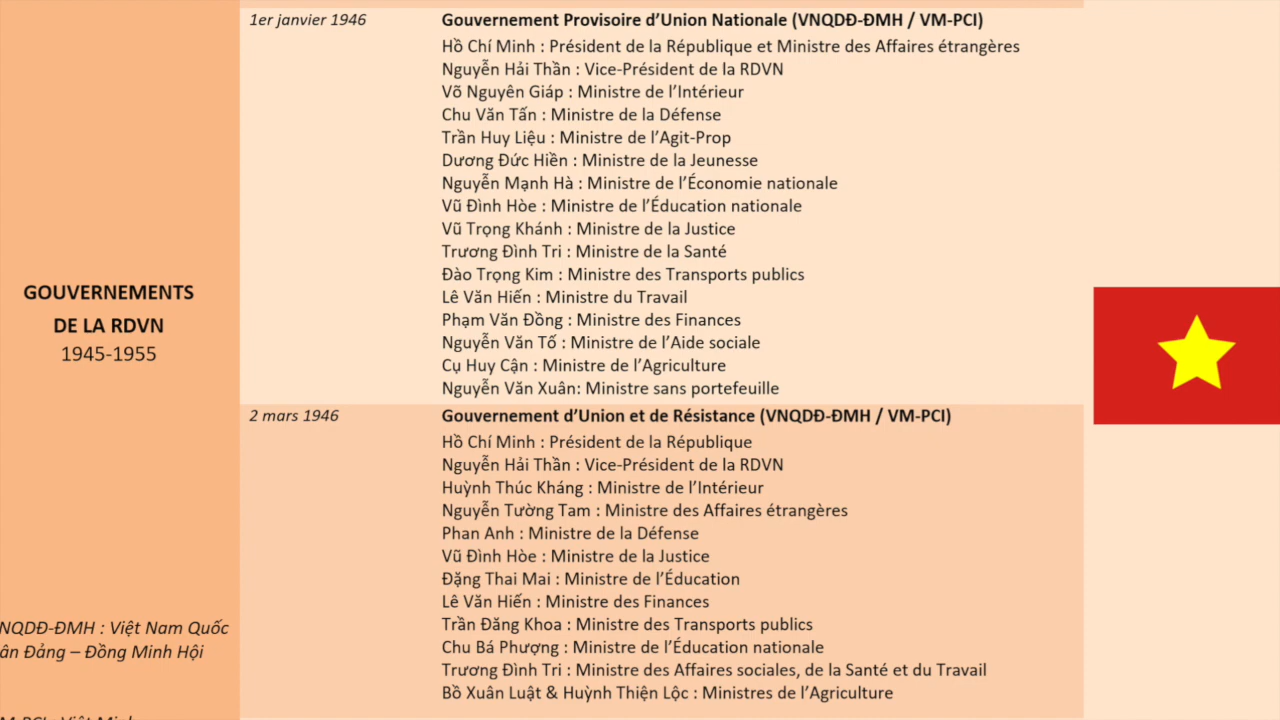 1er janvier 1946
Gouvernement Provisoire d’Union Nationale (VNQDĐ-ĐMH / VM-PCI)
Hồ Chí Minh : Président de la République et Ministre des Affaires étrangères
Nguyễn Hải Thần : Vice-Président de la RDVN
Võ Nguyên Giáp : Ministre de l’Intérieur
Chu Văn Tấn : Ministre de la Défense
Trần Huy Liệu : Ministre de l’Agit-Prop
Dương Đức Hiền : Ministre de la Jeunesse
Nguyễn Mạnh Hà : Ministre de l’Économie nationale
Vũ Đình Hòe : Ministre de l’Éducation nationale
Vũ Trọng Khánh : Ministre de la Justice
Trương Đình Tri : Ministre de la Santé
Đào Trọng Kim : Ministre des Transports publics
Lê Văn Hiến : Ministre du Travail
Phạm Văn Đồng : Ministre des Finances
Nguyễn Văn Tố : Ministre de l’Aide sociale
Cụ Huy Cận : Ministre de l’Agriculture
Nguyễn Văn Xuân: Ministre sans portefeuille
GOUVERNEMENTS
DE LA RDVN
1945-1955
2 mars 1946
Gouvernement d’Union et de Résistance (VNQDĐ-ĐMH / VM-PCI)
Hồ Chí Minh : Président de la République
Nguyễn Hải Thần : Vice-Président de la RDVN
Huỳnh Thúc Kháng : Ministre de l’Intérieur
Nguyễn Tường Tam : Ministre des Affaires étrangères
Phan Anh : Ministre de la Défense
Vũ Đình Hòe : Ministre de la Justice
Đặng Thai Mai : Ministre de l’Éducation
Lê Văn Hiến : Ministre des Finances
Trần Đăng Khoa : Ministre des Transports publics
Chu Bá Phượng : Ministre de l’Éducation nationale
Trương Đình Tri : Ministre des Affaires sociales, de la Santé et du Travail
Bồ Xuân Luật & Huỳnh Thiện Lộc : Ministres de l’Agriculture
NQDĐ-ĐMH : Việt Nam Quốc
ân Đảng – Đồng Minh Hội